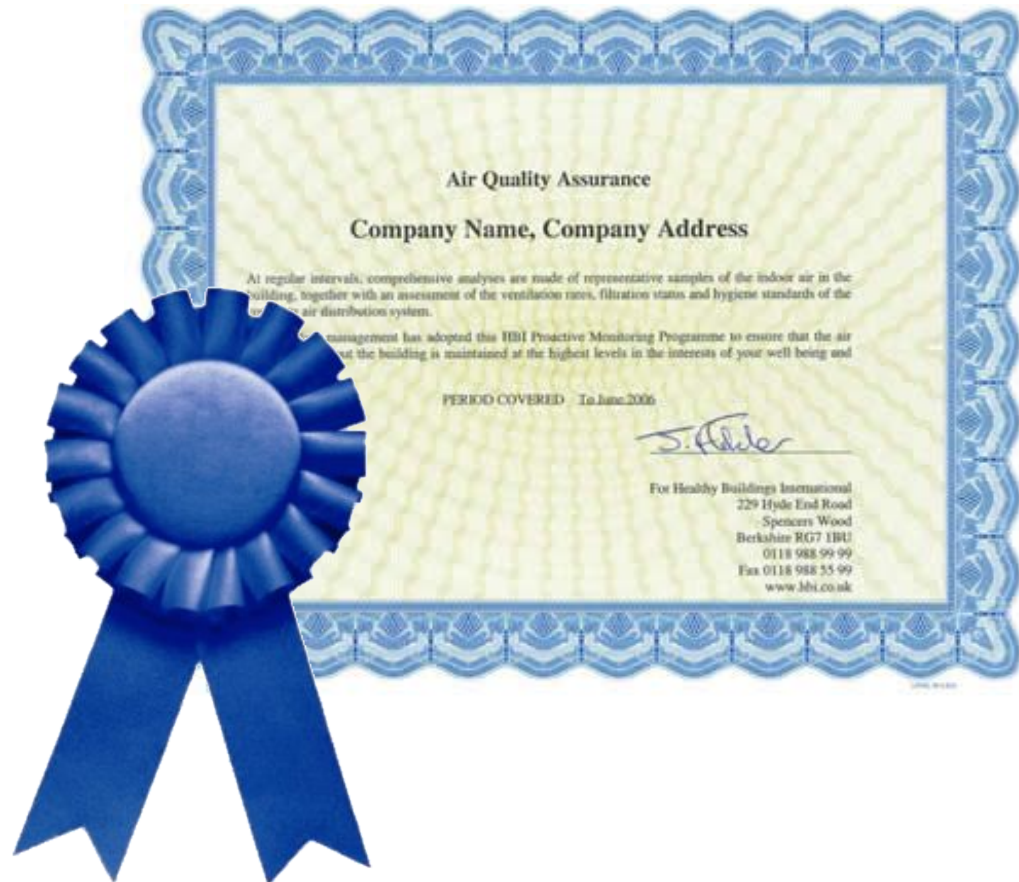 Air Quality Assurance
Company Name, Company Address
At regular intervals, comprehensive analyses are made of representative samples of the indoor air in the
building, together with an assessment of the ventilation rates, filtration status and hygiene standards of the
air distribution system.
management has adopted this HBI Proactive Monitoring Programme to ensure that the air
the building is maintained at the highest levels in the interests of your well being and
PERIOD COVERED To June 2006
For Healthy Buildings International
229 Hyde End Road
Spencers Wood
Berkshire RG7 1BU
0118 988 99 99
Fax 0118 988 55 99
www.hbi.co.uk